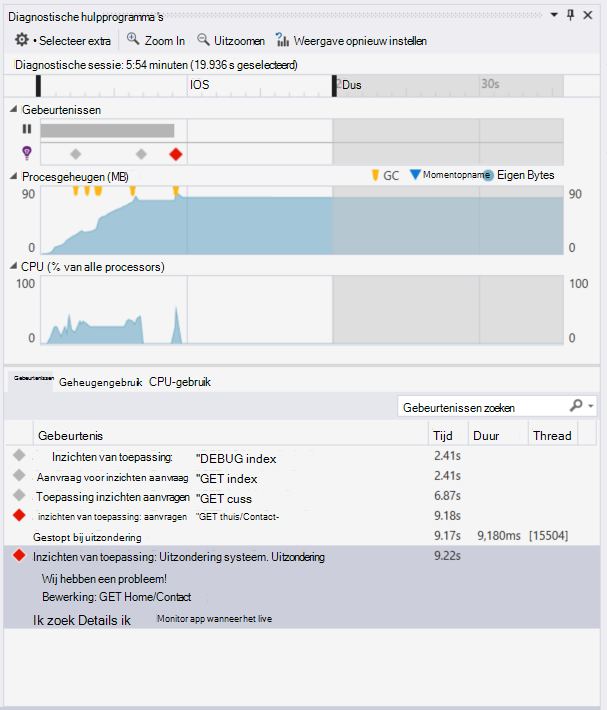 Diagnostische hulpprogramma's
Selecteer extra Zoom In Uitzoomen Weergave opnieuw instellen
Diagnostische sessie: 5:54 minuten (19.936 s geselecteerd)
IOS Dus 30s
Gebeurtenissen
Procesgeheugen (MB) GC Momentopname Eigen Bytes
90 90
0 0
CPU (% van alle processors)
100 100
0 0
Gebeurtenissen Geheugengebruik CPU-gebruik
Gebeurtenissen zoeken
Gebeurtenis Tijd Duur Thread
Inzichten van toepassing: "DEBUG index 2.41s
Aanvraag voor inzichten aanvraag "GET index 2.41s
Toepassing inzichten aanvragen "GET cuss 6.87s
inzichten van toepassing: aanvragen "GET thuis/Contact- 9.18s
Gestopt bij uitzondering 9.17s 9,180ms [15504]
Inzichten van toepassing: Uitzondering systeem. Uitzondering 9.22s
Wij hebben een probleem!
Bewerking: GET Home/Contact
Ik zoek Details ik Monitor app wanneer het live